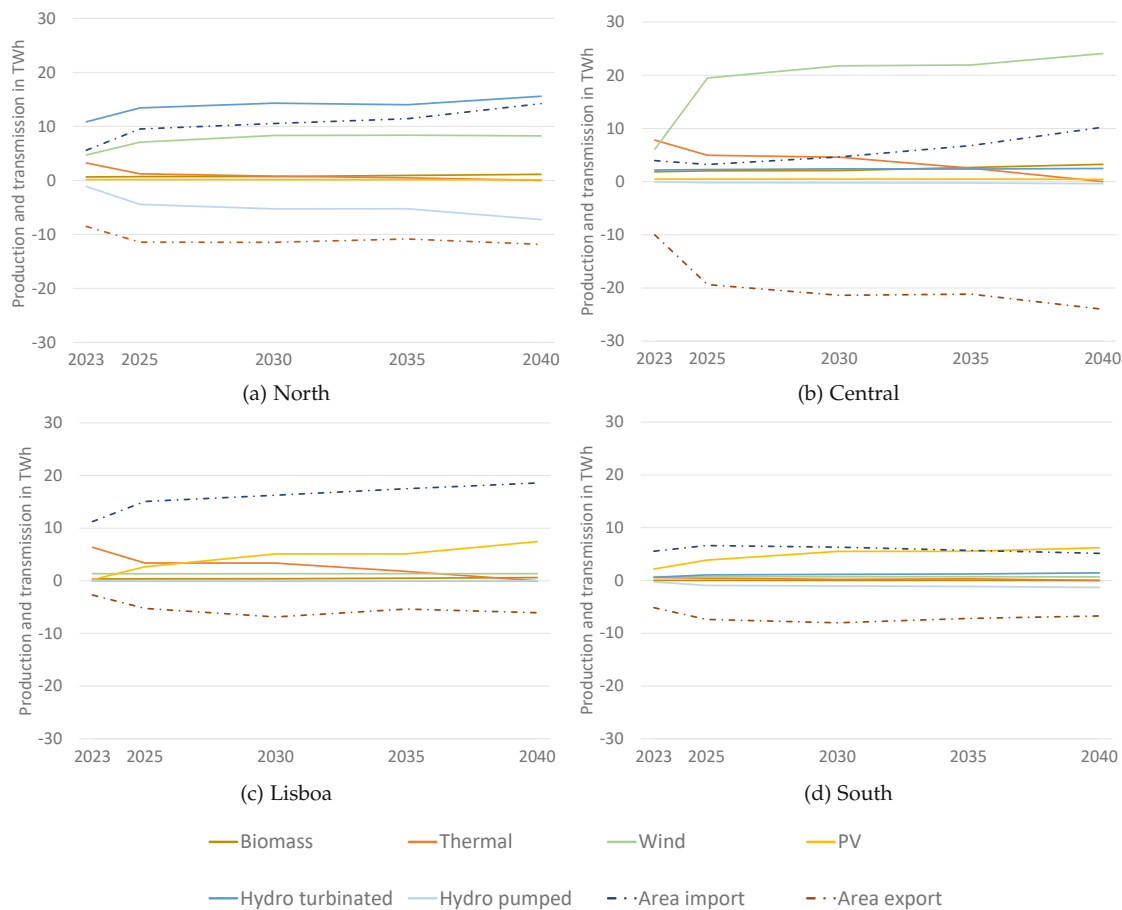 Production and transmission in TWh
30
20
10
0
-10
-20
-30
2023 2025 2030 2035 2040
(a) North
Production and transmission in TWh
30
20
10
0
-10
-20
-30
2023 2025 2030 2035 2040
(b) Central
Production and transmission in TWh
30
20
10
0
-10
-20
-30
2023 2025 2030 2035 2040
(c) Lisboa
Production and transmission in TWh
30
20
10
0
-10
-20
-30
2023 2025 2030 2035 2040
(d) South
Biomass Thermal Wind PV
Hydro turbinated Hydro pumped Area import Area export